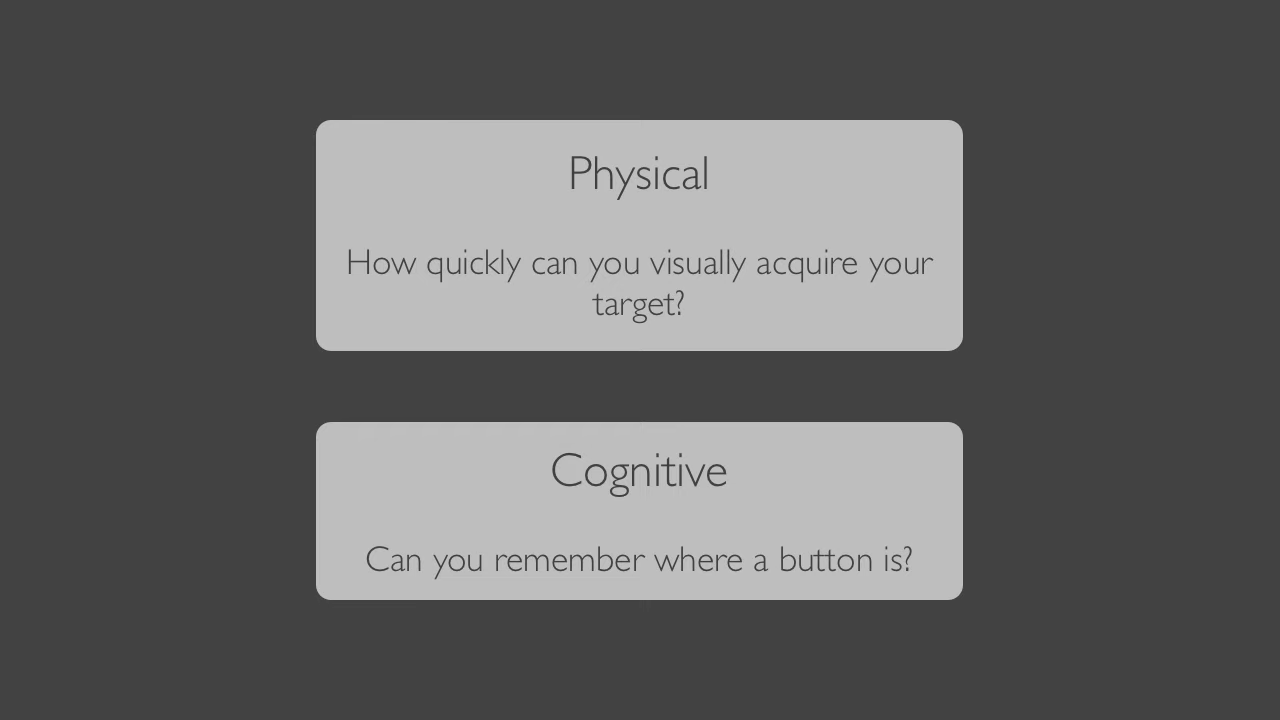 Physical
How quickly can you visually acquire your
target?
Cognitive
Can you remember where a button is?